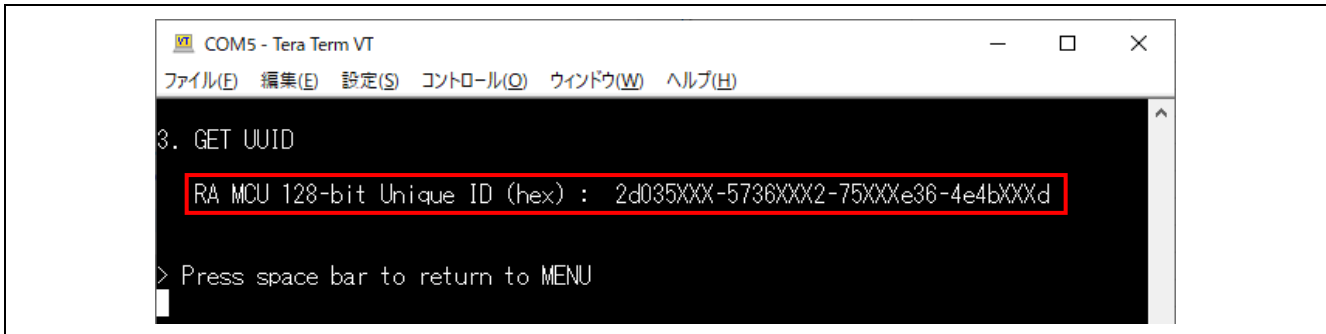 COM5 - Tera Term VT
ファイル(F) 編集(E) 設定(S) コントロール(O) ウィンドウ(W) ヘルプ(H)
3. GET UUID
RA MCU 128-bit Unique ID (hex) : 2d035XXX-5736XXX2-75XXXe36-4e4bXXXd
> Press space bar to return to MENU